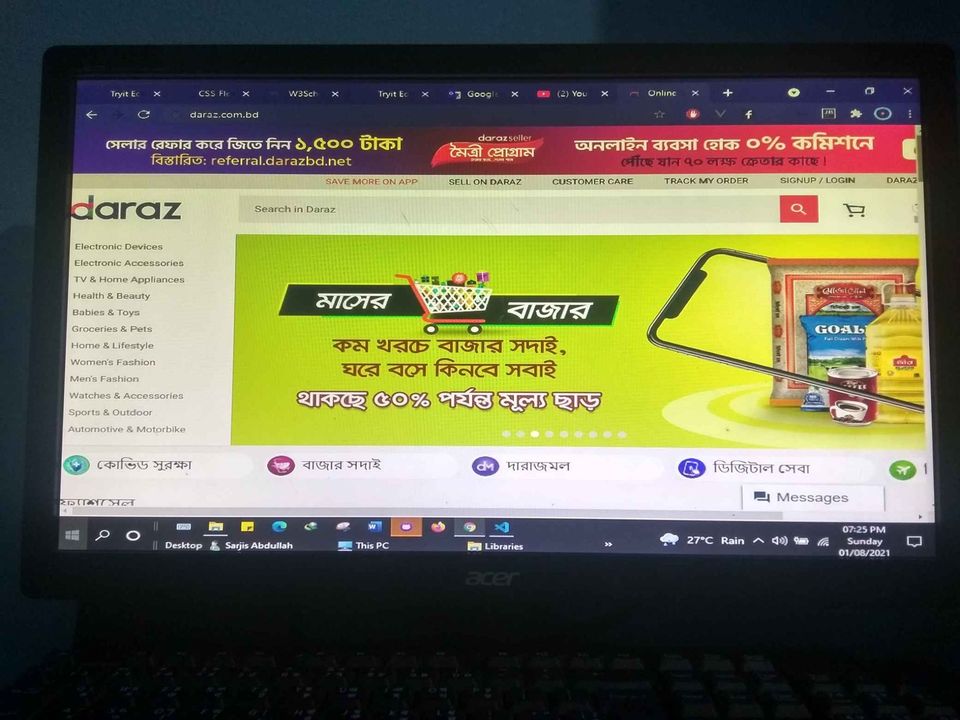 Tryit Ec
CSS Fle
W3Sch
Tryit Ec
Google
(2) You
Online
daraz.com.bd
সেলার রেফার করে জিতে নিন ১,৫০০ টাকা
বিস্তারিত: referral.darazbd.net
daraz seller
মৈত্রী প্রোগ্রাম
অনলাইন ব্যবসা হোক ০% কমিশনে
পৌঁছে যান ৭০ লক্ষ ক্রেতার কাছে!
SAVE MORE ON APP SELL ON DARAZ CUSTOMER CARE TRACK MY ORDER SIGNUP / LOGIN DARAZ
daraz
Search in Daraz
Electronic Devices
Electronic Accessories
TV & Home Appliances
Health & Beauty
Babies & Toys
Groceries & Pets
Home & Lifestyle
Women's Fashion
Men's Fashion
Watches & Accessories
Sports & Outdoor
Automotive & Motorbike
মাসের বাজার
কম খরচে বাজার সদাই,
ঘরে বসে কিনবে সবাই
থাকছে ৫০% পর্যন্ত মূল্য ছাড়
GOAL
কোভিড সুরক্ষা
বাজার সদাই
dM দারাজমল
ডিজিটাল সেবা
ফ্ল্যাশ সেল
Messages
Desktop Sarjis Abdullah This PC Libraries
27°C Rain
07:25 PM
Sunday
01/08/2021
acer